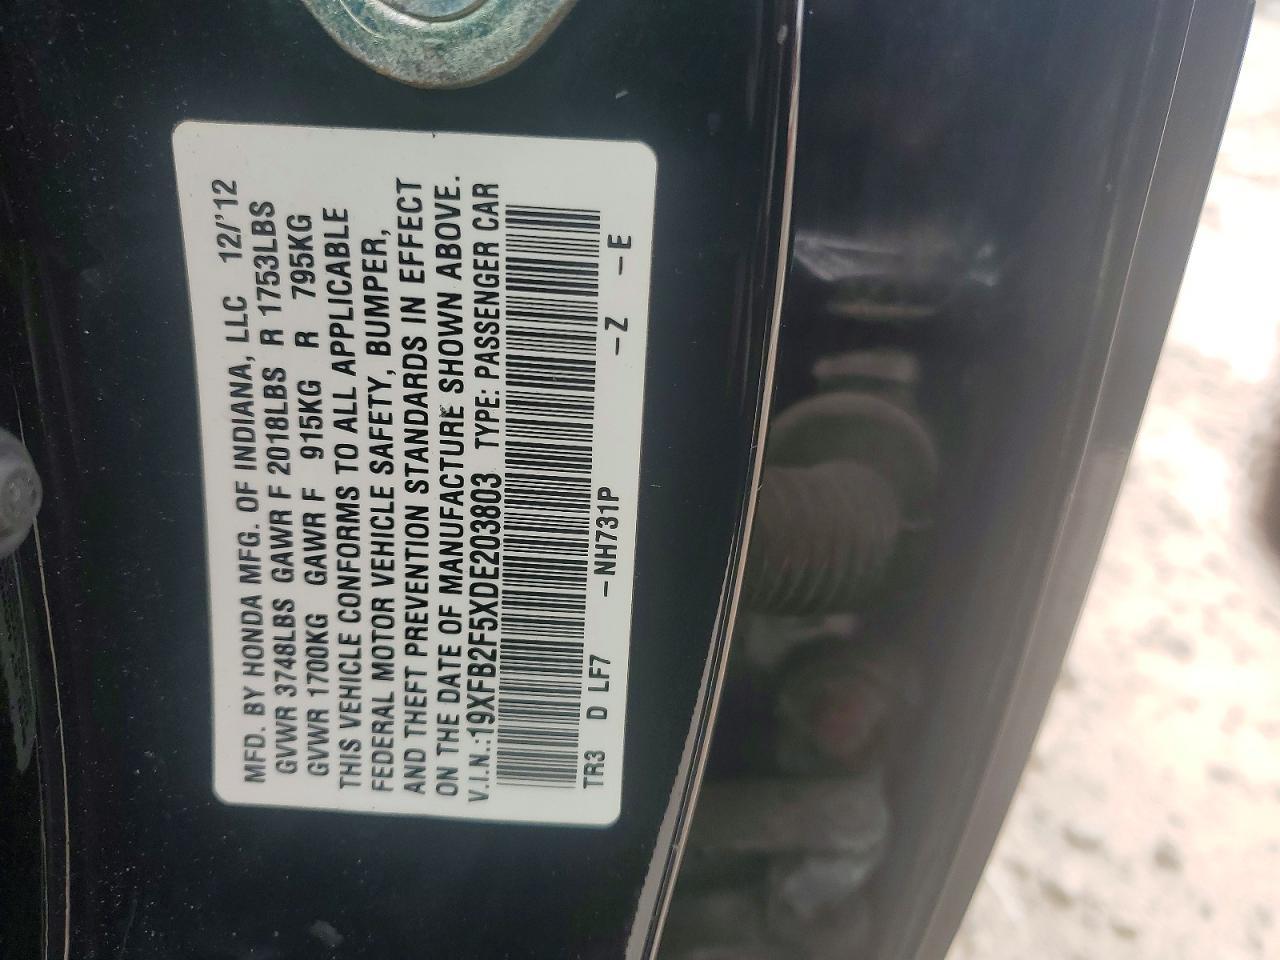 MFD. BY HONDA MFG. OF INDIANA, LLC 12/'12
GVWR 3748LBS GAWR F 2018LBS R 1753LBS
GVWR 1700KG GAWR F 915KG R 795KG
THIS VEHICLE CONFORMS TO ALL APPLICABLE
FEDERAL MOTOR VEHICLE SAFETY, BUMPER,
AND THEFT PREVENTION STANDARDS IN EFFECT
ON THE DATE OF MANUFACTURE SHOWN ABOVE.
V.I.N.:19XFB2F5XDE203803 TYPE: PASSENGER CAR
TR3 D LF7 –NH731P –Z –E